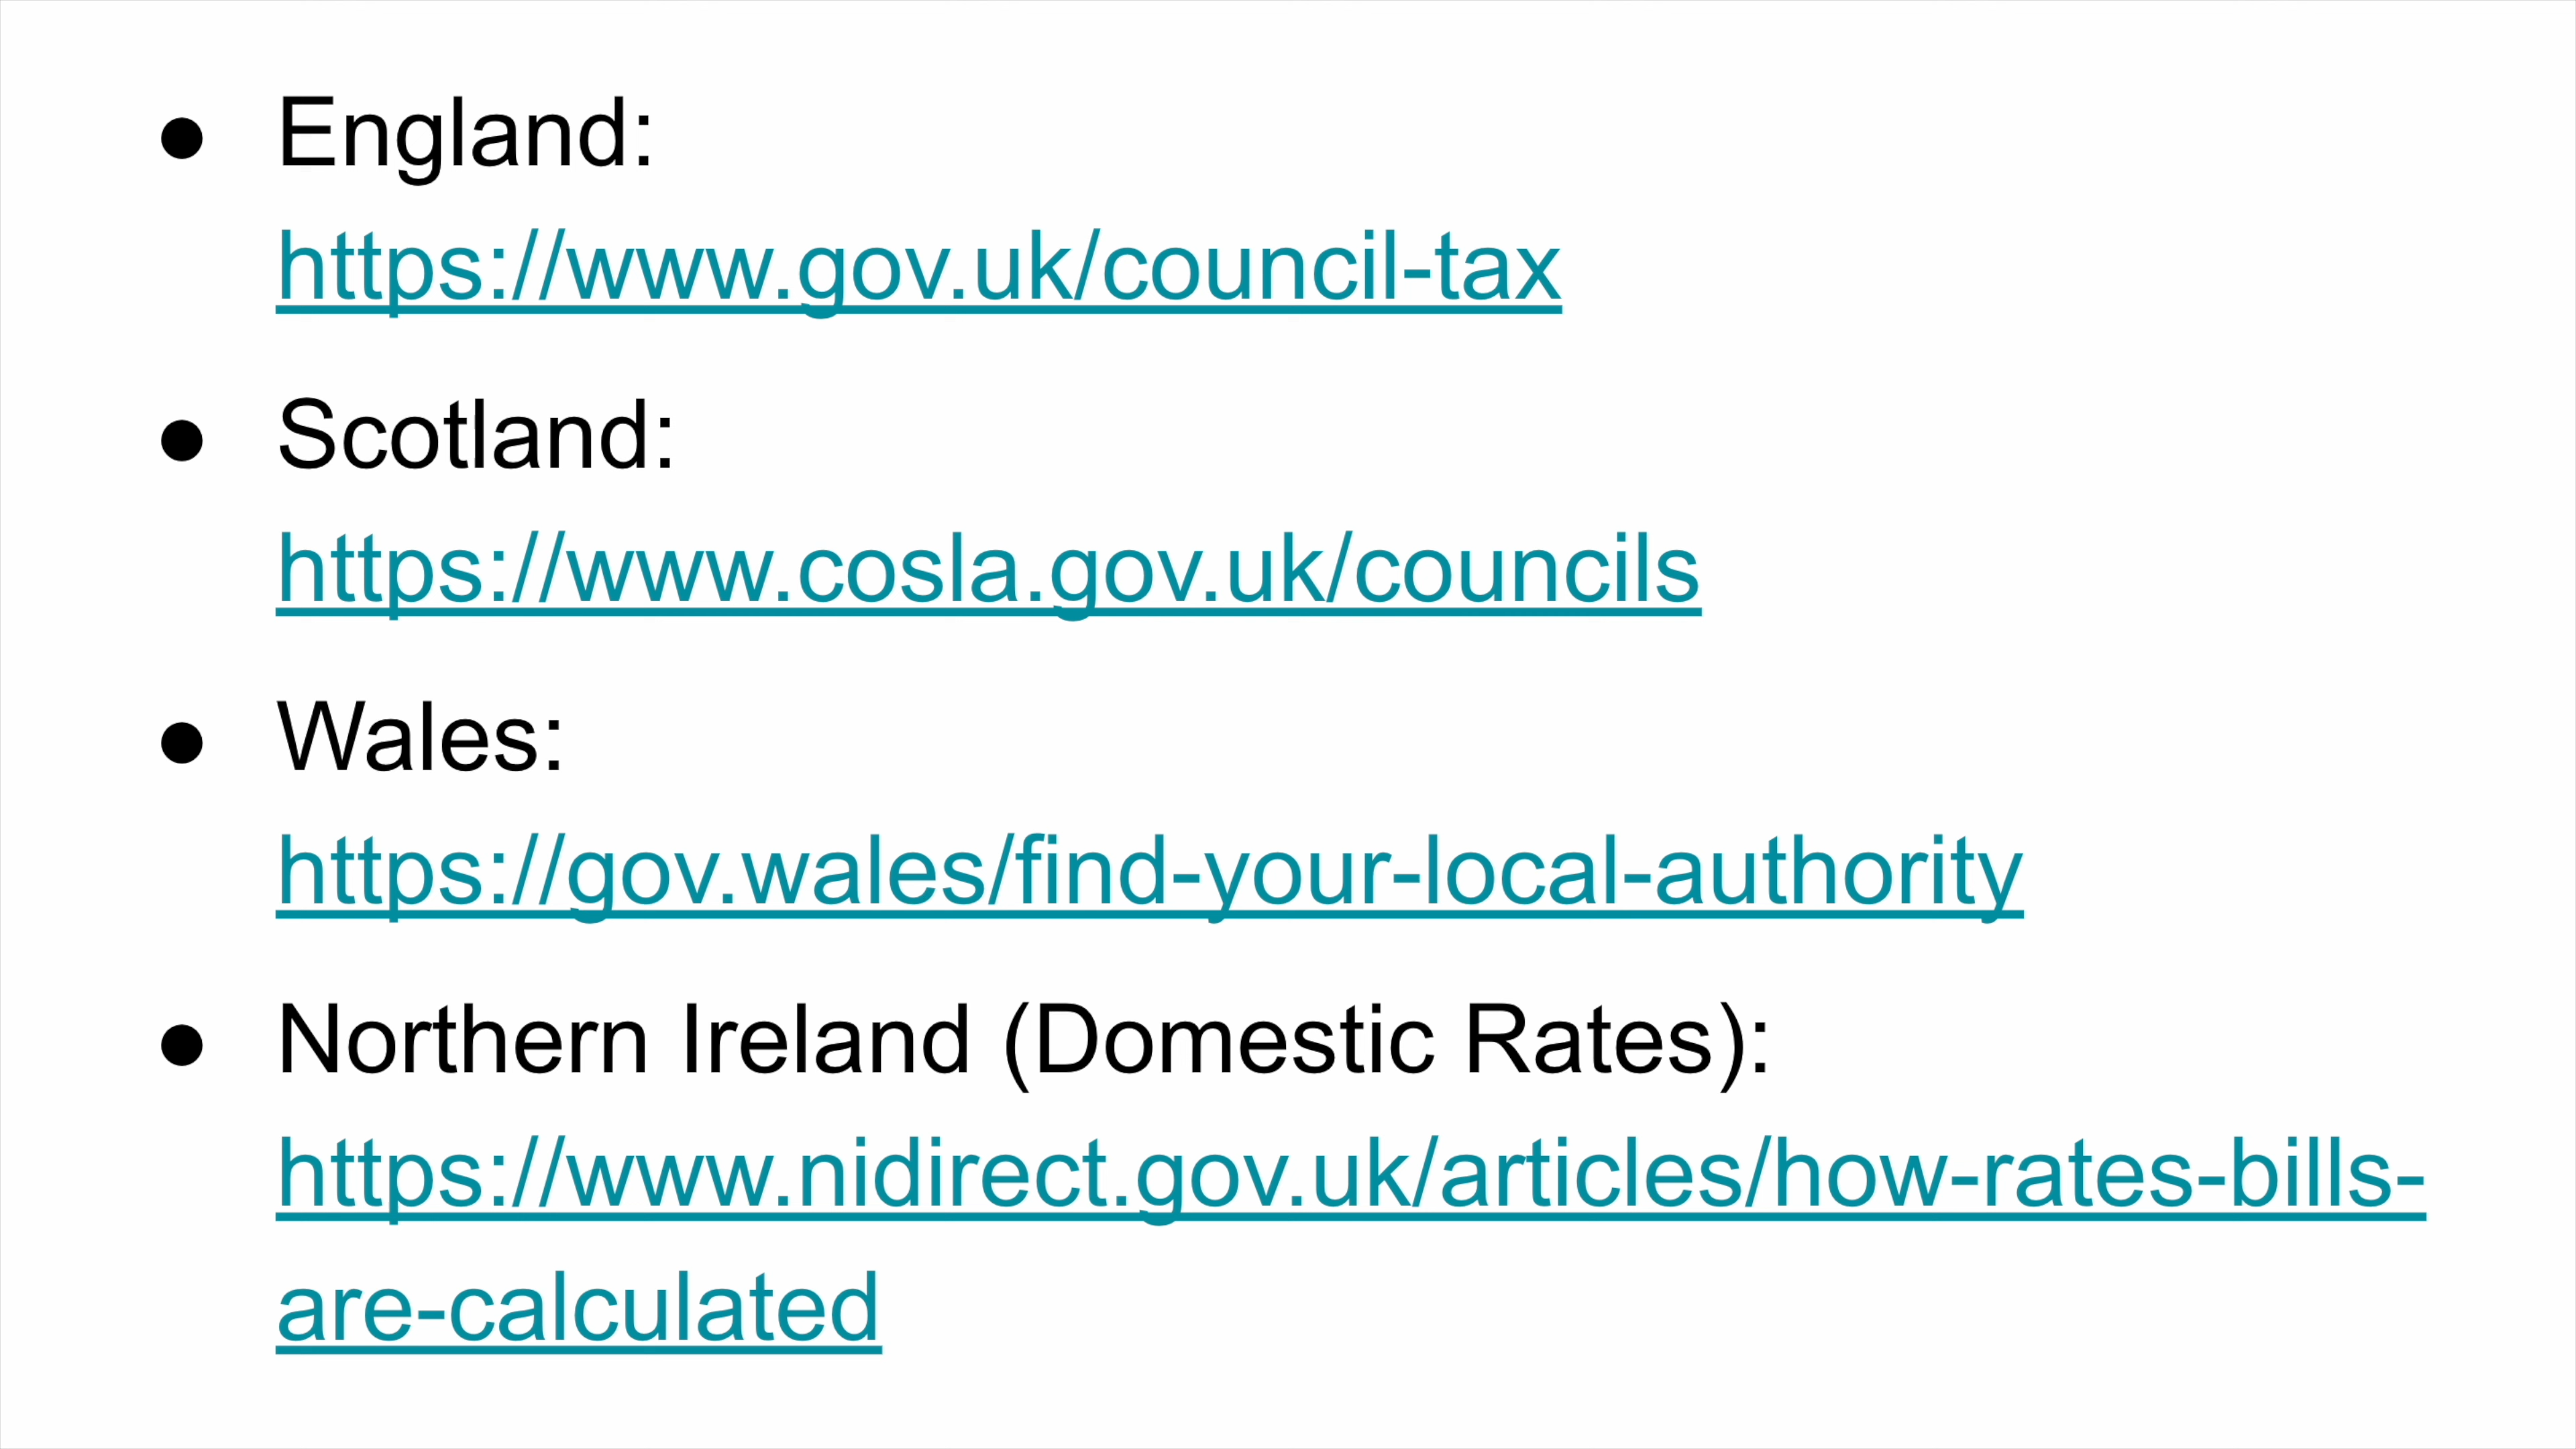 ● England:
https://www.gov.uk/council-tax
● Scotland:
https://www.cosla.gov.uk/councils
● Wales:
https://gov.wales/find-your-local-authority
● Northern Ireland (Domestic Rates):
https://www.nidirect.gov.uk/articles/how-rates-bills-
are-calculated